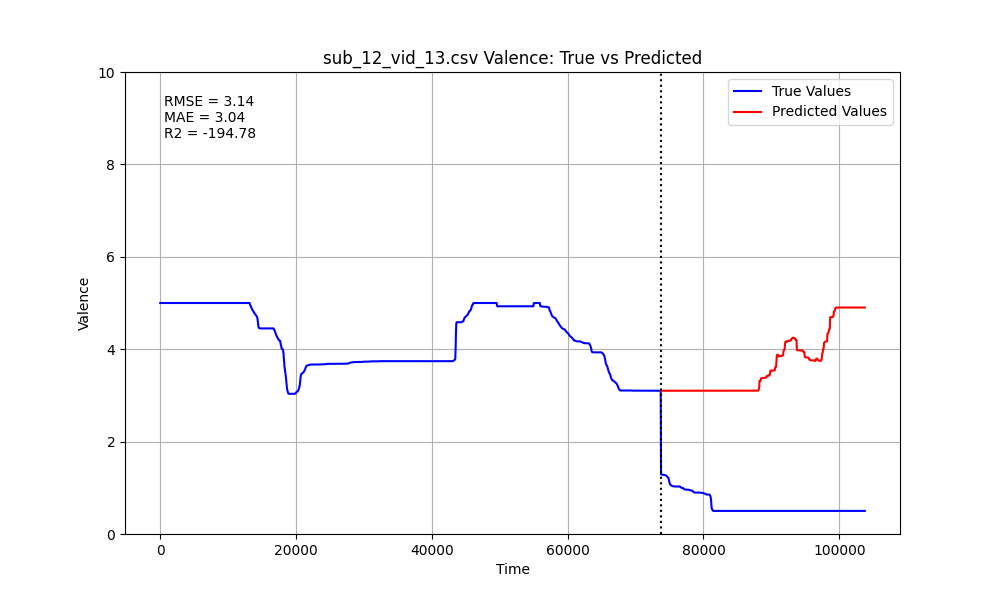 sub_12_vid_13.csv Valence: True vs Predicted
RMSE = 3.14
MAE = 3.04
R2 = -194.78
True Values
Predicted Values
Valence
10
8
6
4
2
0
0
20000
40000
60000
80000
100000
Time